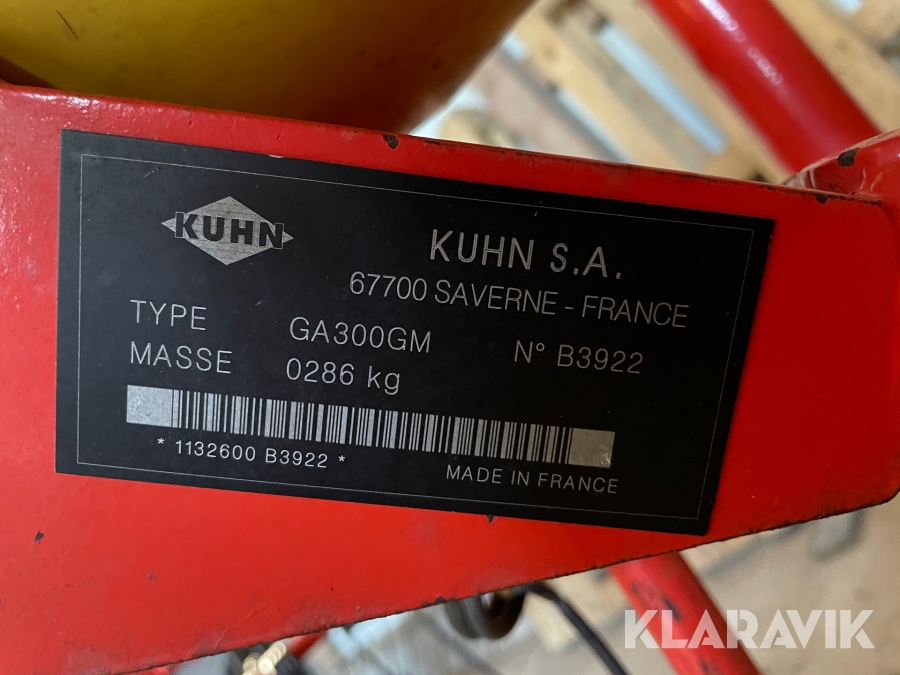 KUHN
KUHN S.A.
67700 SAVERNE - FRANCE
TYPE GA300GM N° B3922
MASSE 0286 kg
* 1132600 B3922 *
MADE IN FRANCE
KLARAVIK